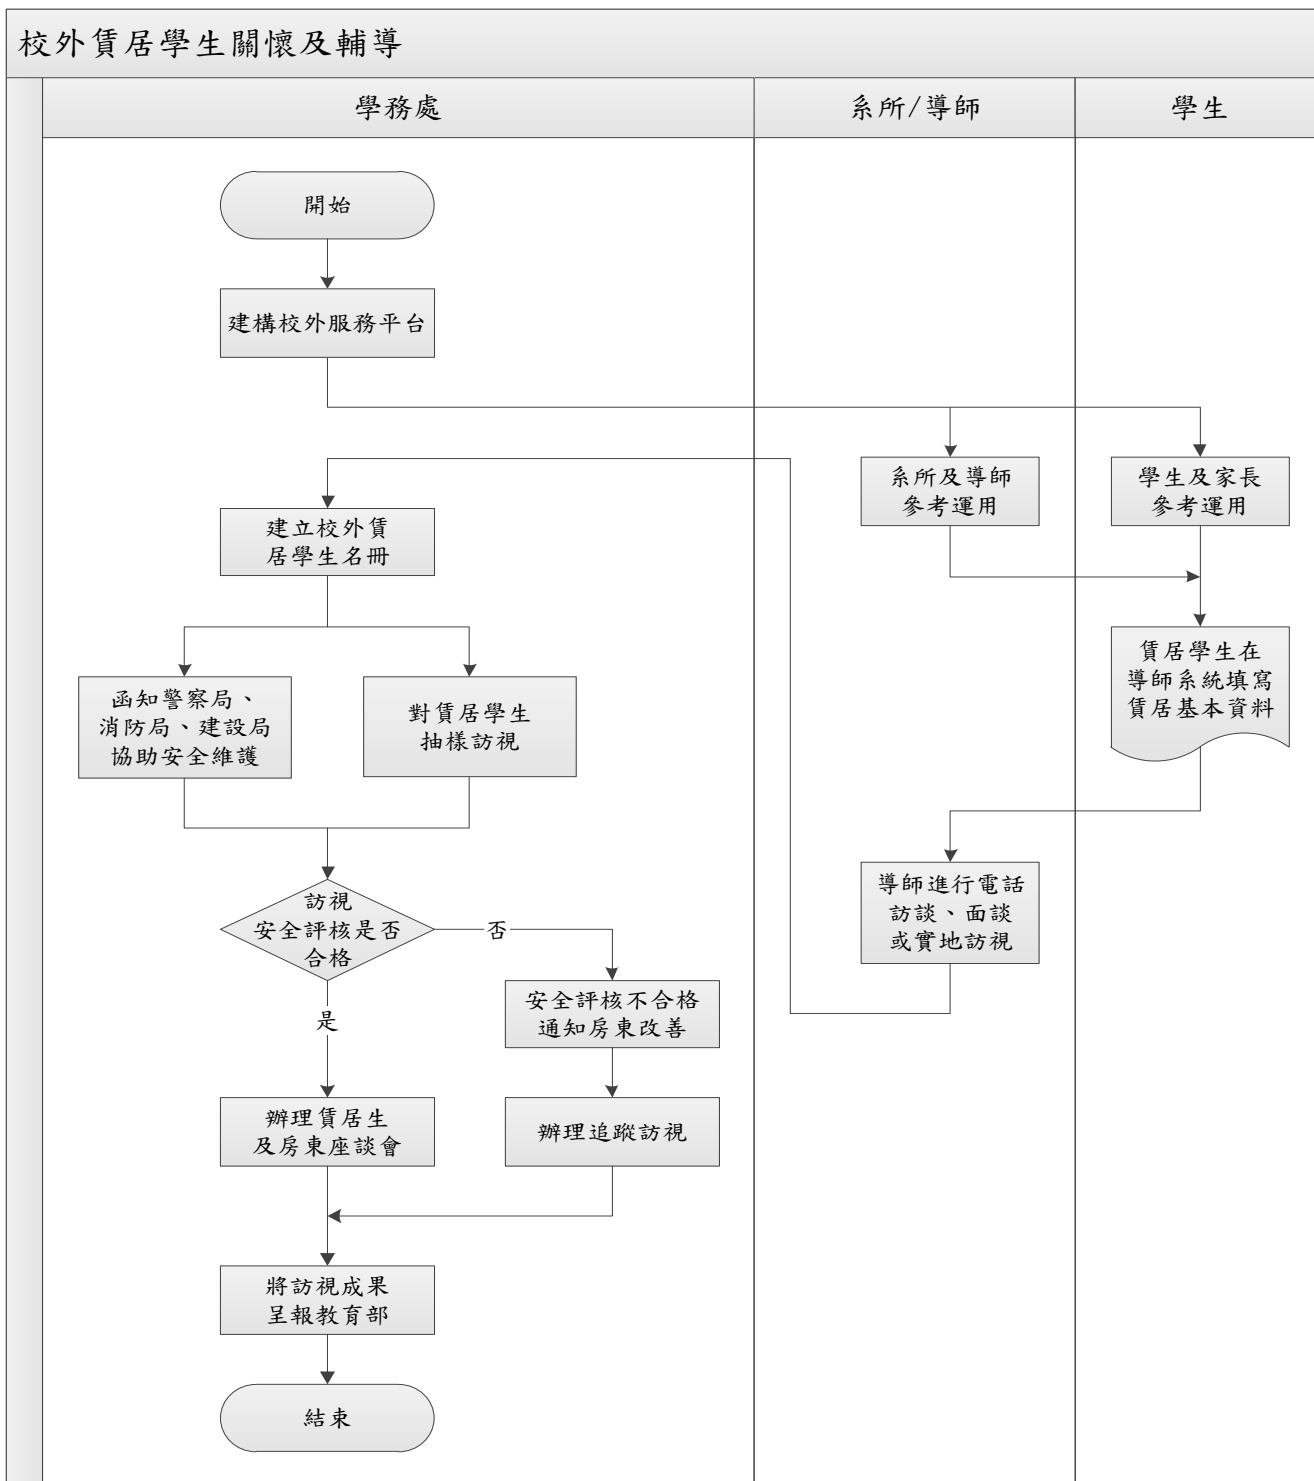 校外賃居學生關懷及輔導
學務處
系所/導師
學生
開始
建構校外服務平台
系所及導師
參考運用
學生及家長
參考運用
建立校外賃
居學生名冊
賃居學生在
導師系統填寫
賃居基本資料
函知警察局、
消防局、建設局
協助安全維護
對賃居學生
抽樣訪視
導師進行電話
訪談、面談
或實地訪視
訪視
安全評核是否
合格
否
是
安全評核不合格
通知房東改善
辦理賃居生
及房東座談會
辦理追蹤訪視
將訪視成果
呈報教育部
結束